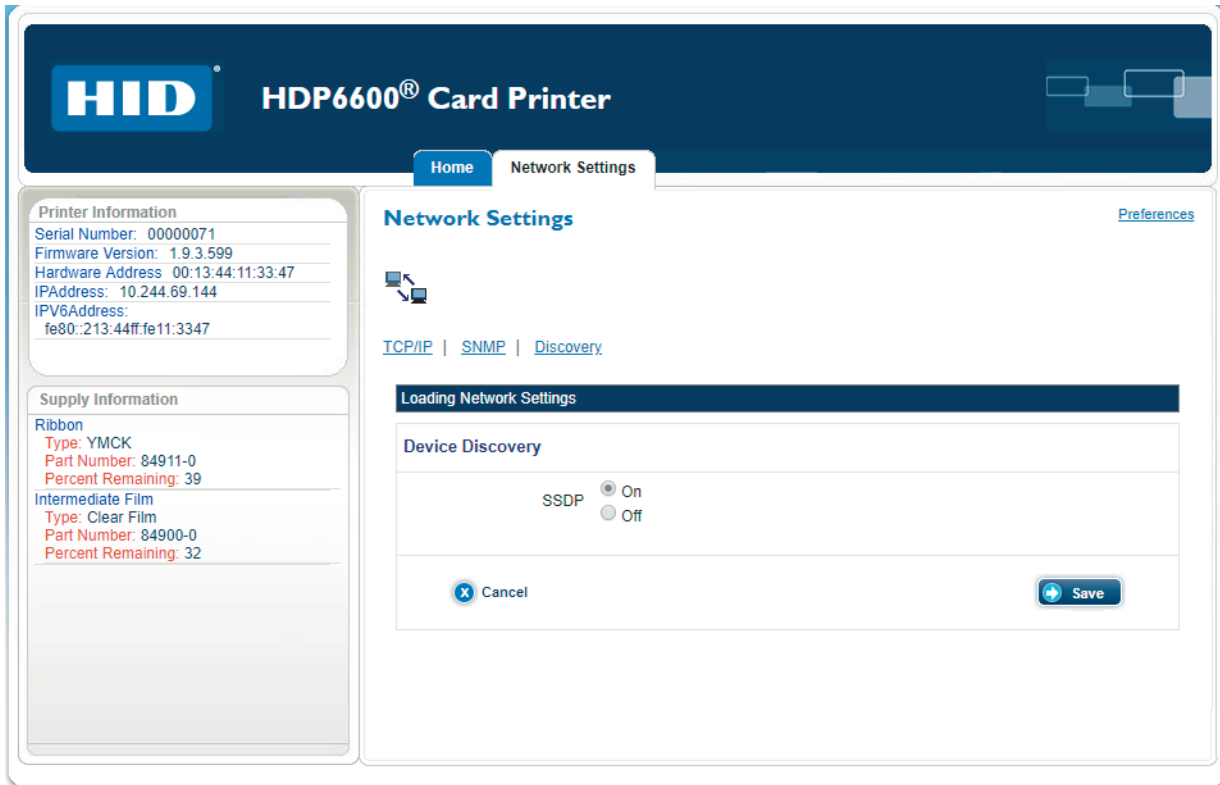 HID
HDP6600® Card Printer
Home
Network Settings
Printer Information
Serial Number: 00000071
Firmware Version: 1.9.3.599
Hardware Address 00:13:44:11:33:47
IPAddress: 10.244.69.144
IPV6Address:
fe80::213:44ff:fe11:3347
Supply Information
Ribbon
Type: YMCK
Part Number: 84911-0
Percent Remaining: 39
Intermediate Film
Type: Clear Film
Part Number: 84900-0
Percent Remaining: 32
Network Settings
Preferences
TCP/IP | SNMP | Discovery
Loading Network Settings
Device Discovery
SSDP
On
Off
X Cancel
Save